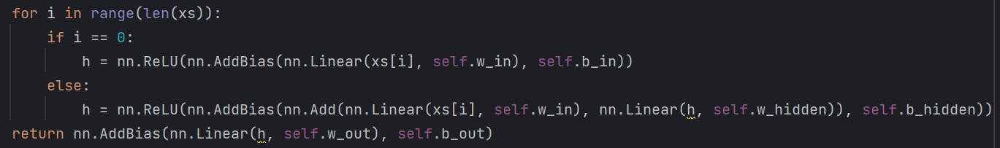 for i in range(len(xs)):
    if i == 0:
        h = nn.ReLU(nn.AddBias(nn.Linear(xs[i], self.w_in), self.b_in))
    else:
        h = nn.ReLU(nn.AddBias(nn.Add(nn.Linear(xs[i], self.w_in), nn.Linear(h, self.w_hidden)), self.b_hidden))
return nn.AddBias(nn.Linear(h, self.w_out), self.b_out)